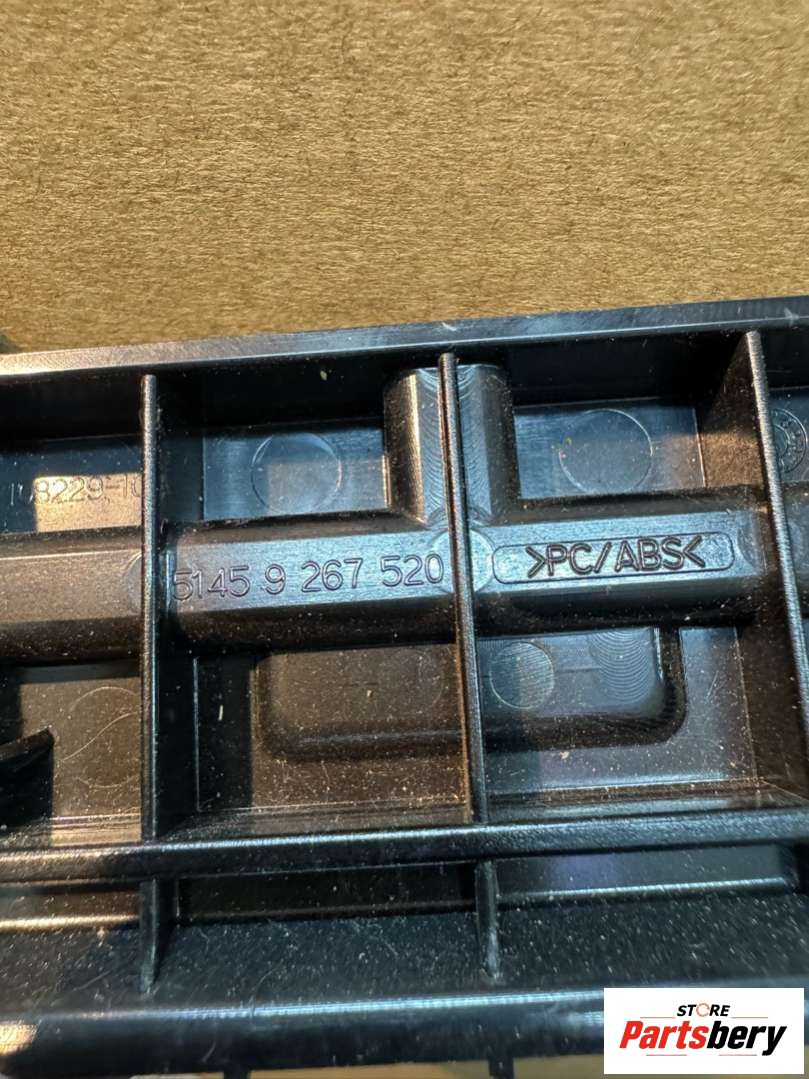 5145 9 267 520
>PC/ABS<
STORE
Partsbery